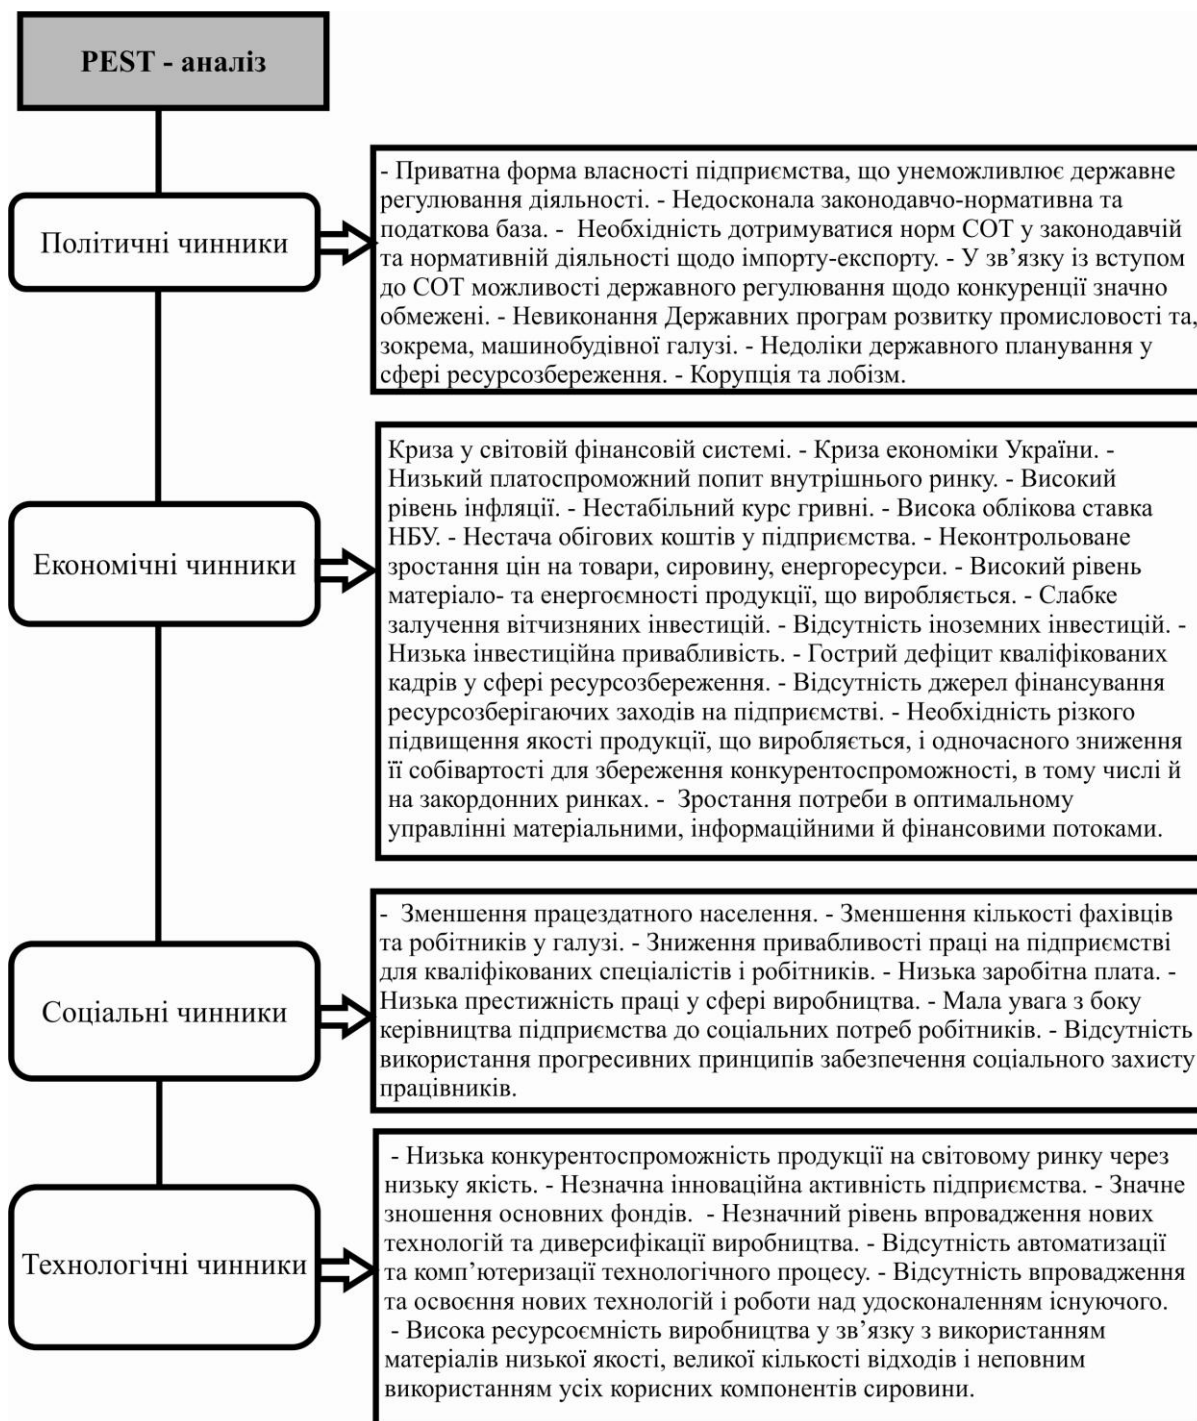 PEST - аналіз
Політичні чинники
- Приватна форма власності підприємства, що унеможливлює державне
регулювання діяльності. - Недосконала законодавчо-нормативна та
податкова база. - Необхідність дотримуватися норм СОТ у законодавчій
та нормативній діяльності щодо імпорту-експорту. - У зв’язку із вступом
до СОТ можливості державного регулювання щодо конкуренції значно
обмежені. - Невиконання Державних програм розвитку промисловості та,
зокрема, машинобудівної галузі. - Недоліки державного планування у
сфері ресурсозбереження. - Корупція та лобізм.
Економічні чинники
Криза у світовій фінансовій системі. - Криза економіки України. -
Низький платоспроможний попит внутрішнього ринку. - Високий
рівень інфляції. - Нестабільний курс гривні. - Висока облікова ставка
НБУ. - Нестача обігових коштів у підприємства. - Неконтрольоване
зростання цін на товари, сировину, енергоресурси. - Високий рівень
матеріало- та енергоємності продукції, що виробляється. - Слабке
залучення вітчизняних інвестицій. - Відсутність іноземних інвестицій. -
Низька інвестиційна привабливість. - Гострий дефіцит кваліфікованих
кадрів у сфері ресурсозбереження. - Відсутність джерел фінансування
ресурсозберігаючих заходів на підприємстві. - Необхідність різкого
підвищення якості продукції, що виробляється, і одночасного зниження
її собівартості для збереження конкурентоспроможності, в тому числі й
на закордонних ринках. - Зростання потреби в оптимальному
управлінні матеріальними, інформаційними й фінансовими потоками.
Соціальні чинники
- Зменшення працездатного населення. - Зменшення кількості фахівців
та робітників у галузі. - Зниження привабливості праці на підприємстві
для кваліфікованих спеціалістів і робітників. - Низька заробітна плата. -
Низька престижність праці у сфері виробництва. - Мала увага з боку
керівництва підприємства до соціальних потреб робітників. - Відсутність
використання прогресивних принципів забезпечення соціального захисту
працівників.
Технологічні чинники
- Низька конкурентоспроможність продукції на світовому ринку через
низьку якість. - Незначна інноваційна активність підприємства. - Значне
зношення основних фондів. - Незначний рівень впровадження нових
технологій та диверсифікації виробництва. - Відсутність автоматизації
та комп’ютеризації технологічного процесу. - Відсутність впровадження
та освоєння нових технологій і роботи над удосконаленням існуючого.
- Висока ресурсоємність виробництва у зв’язку з використанням
матеріалів низької якості, великої кількості відходів і неповним
використанням усіх корисних компонентів сировини.